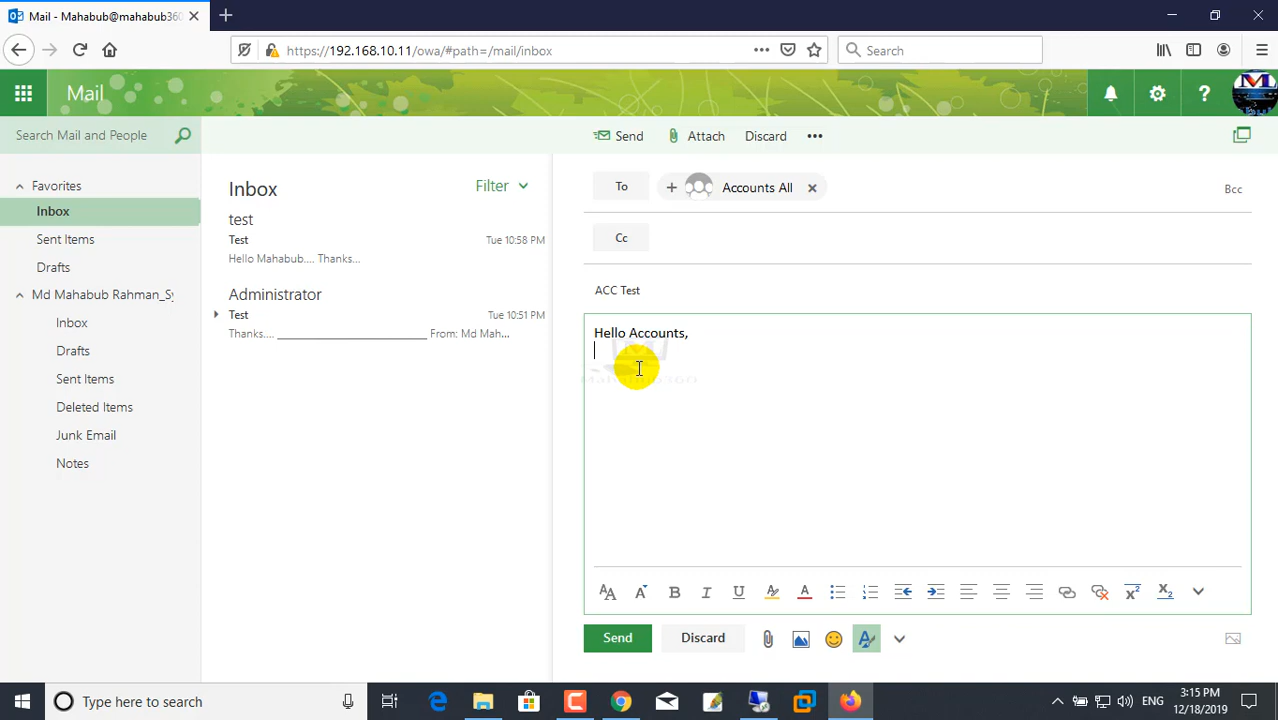 Mail - Mahabub@mahabub360
https://192.168.10.11/owa/#path=/mail/inbox
Search
Mail
Search Mail and People
Send
Attach
Discard
Favorites
Inbox
Sent Items
Drafts
Md Mahabub Rahman_Sy
Inbox
Drafts
Sent Items
Deleted Items
Junk Email
Notes
Inbox
Filter
test
Test
Tue 10:58 PM
Hello Mahabub.... Thanks...
Administrator
Test
Tue 10:51 PM
Thanks.... ________________________ From: Md Mah...
To
Accounts All
Bcc
Cc
ACC Test
Hello Accounts,
Mahabub360
Send
Discard
Type here to search
ENG
3:15 PM
12/18/2019